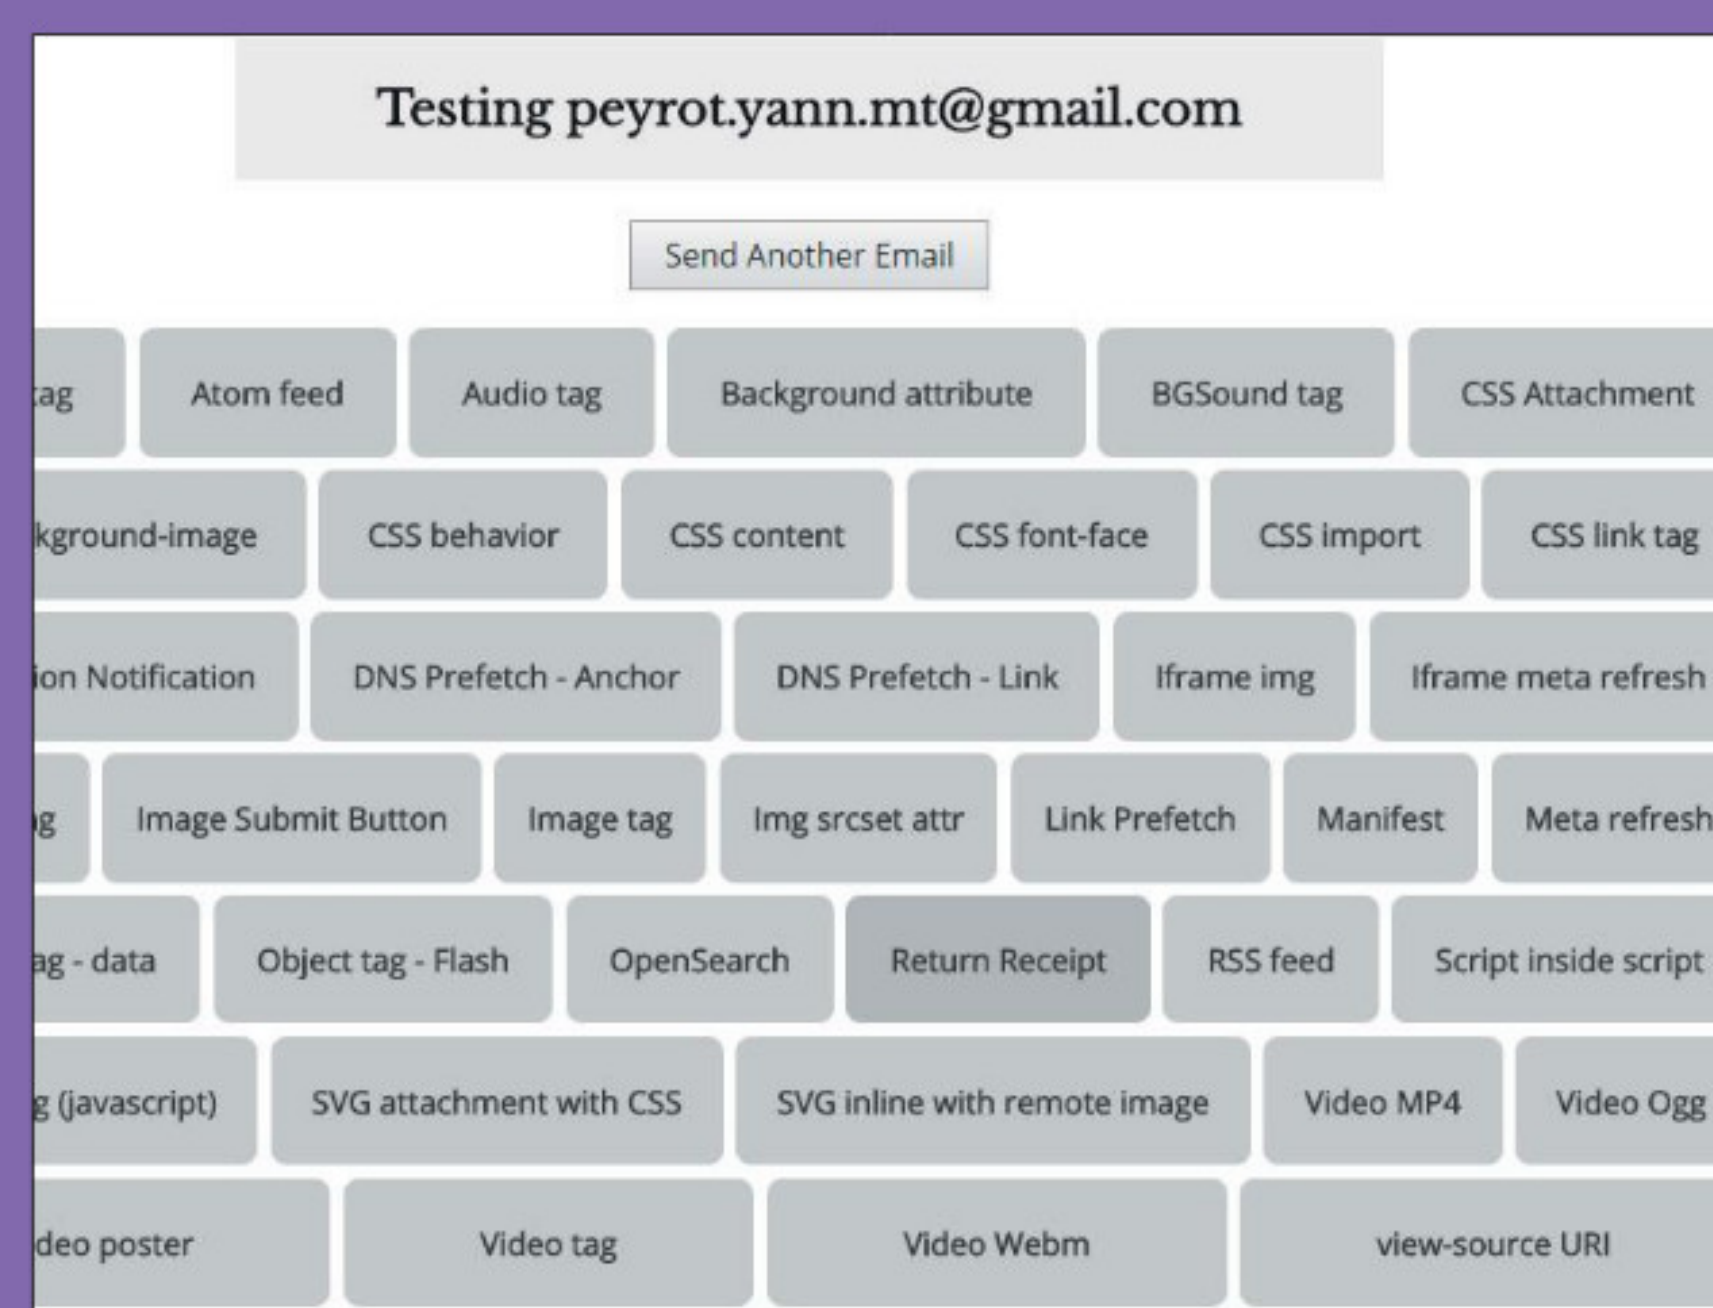 Testing peyrot.yann.mt@gmail.com
Send Another Email
tag Atom feed Audio tag Background attribute BGSound tag CSS Attachment
kground-image CSS behavior CSS content CSS font-face CSS import CSS link tag
ion Notification DNS Prefetch - Anchor DNS Prefetch - Link Iframe img Iframe meta refresh
g Image Submit Button Image tag Img srcset attr Link Prefetch Manifest Meta refresh
ag - data Object tag - Flash OpenSearch Return Receipt RSS feed Script inside script
g (javascript) SVG attachment with CSS SVG inline with remote image Video MP4 Video Ogg
deo poster Video tag Video Webm view-source URI